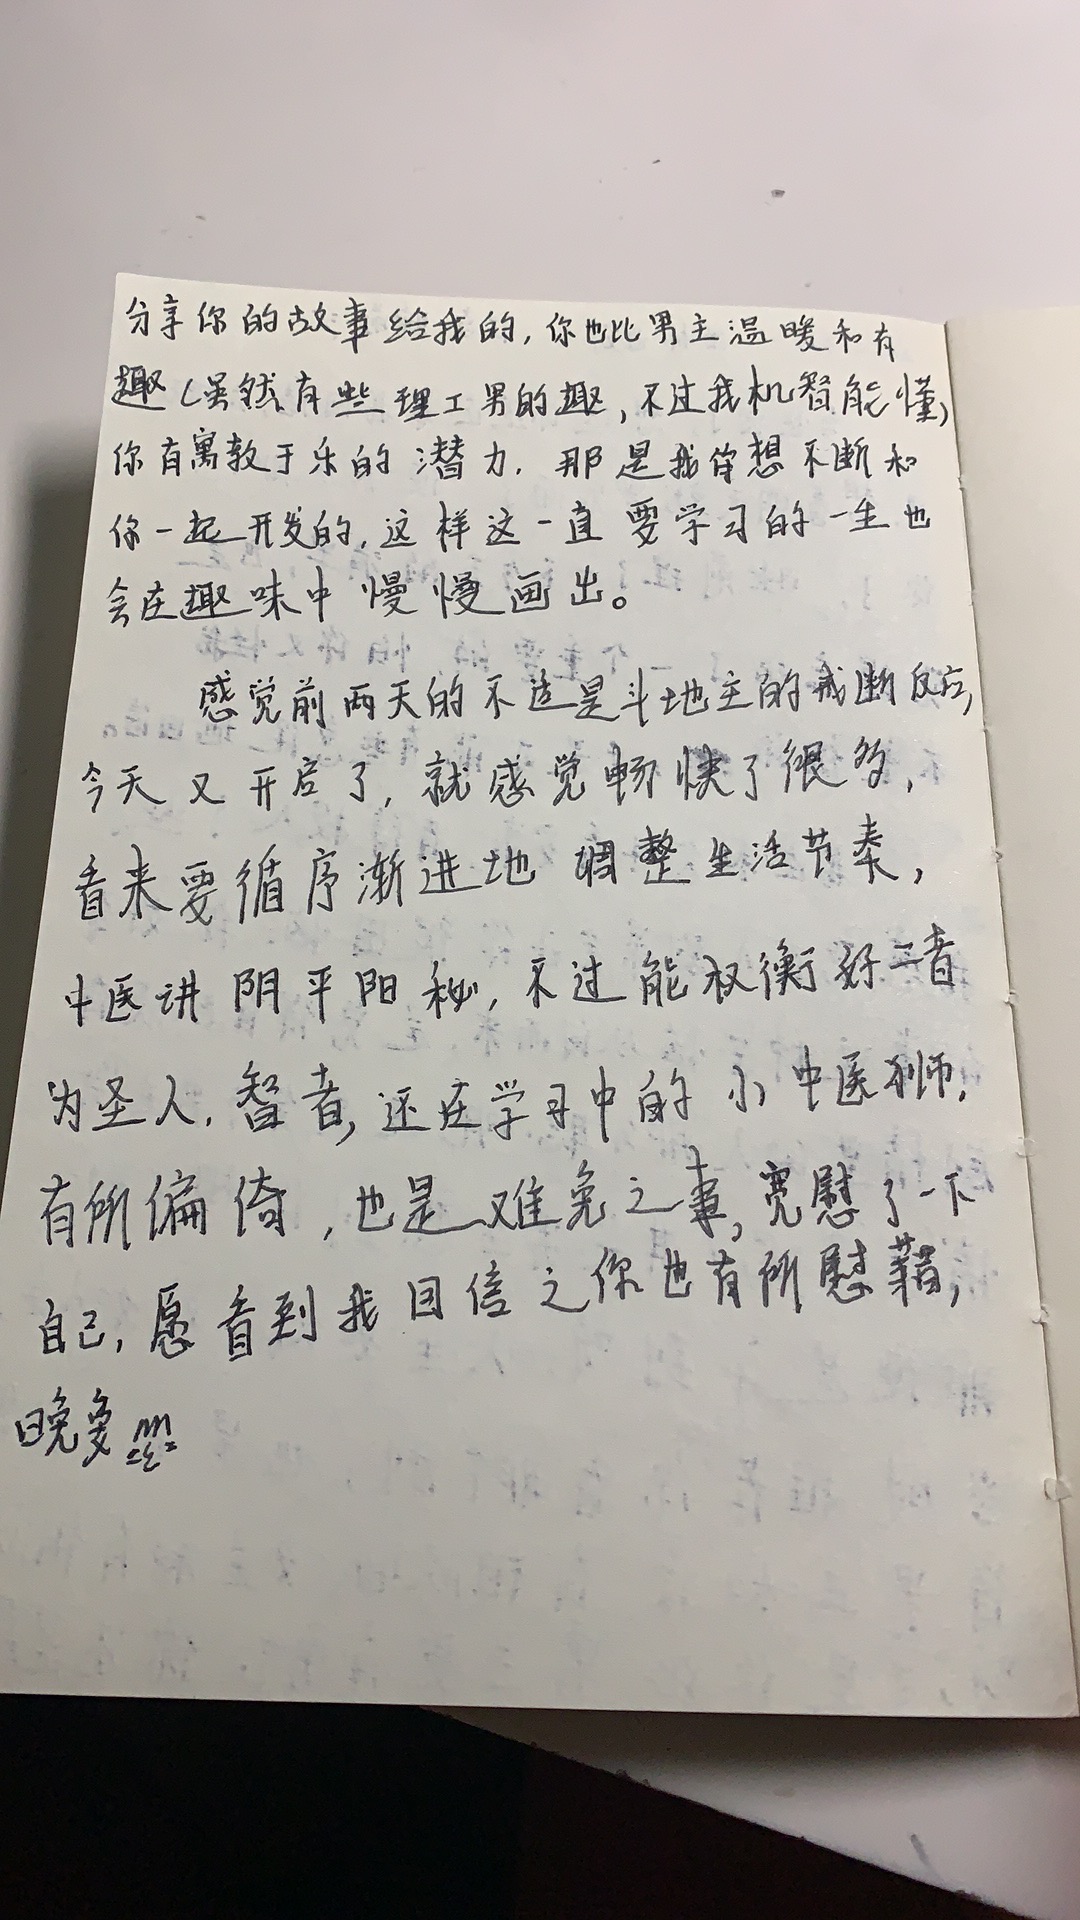 分享你的故事给我的，你也比男主温暖和有
趣（虽然有些理工男的趣，不过我机智能懂）
你有寓教于乐的潜力，那是我你想不断和
你一起开发的，这样这一直要学习的一生也
会在趣味中慢慢画出。
感觉前两天的不适是斗地主的戒断反应，
今天又开启了，就感觉畅快了很多，
看来要循序渐进地调整生活节奏，
中医讲阴平阳秘，不过能权衡好二者
为圣人，智者，还在学习中的小中医狮，
有所偏倚，也是难免之事，宽慰了一下
自己，愿看到我回信之你也有所慰藉，
晚安